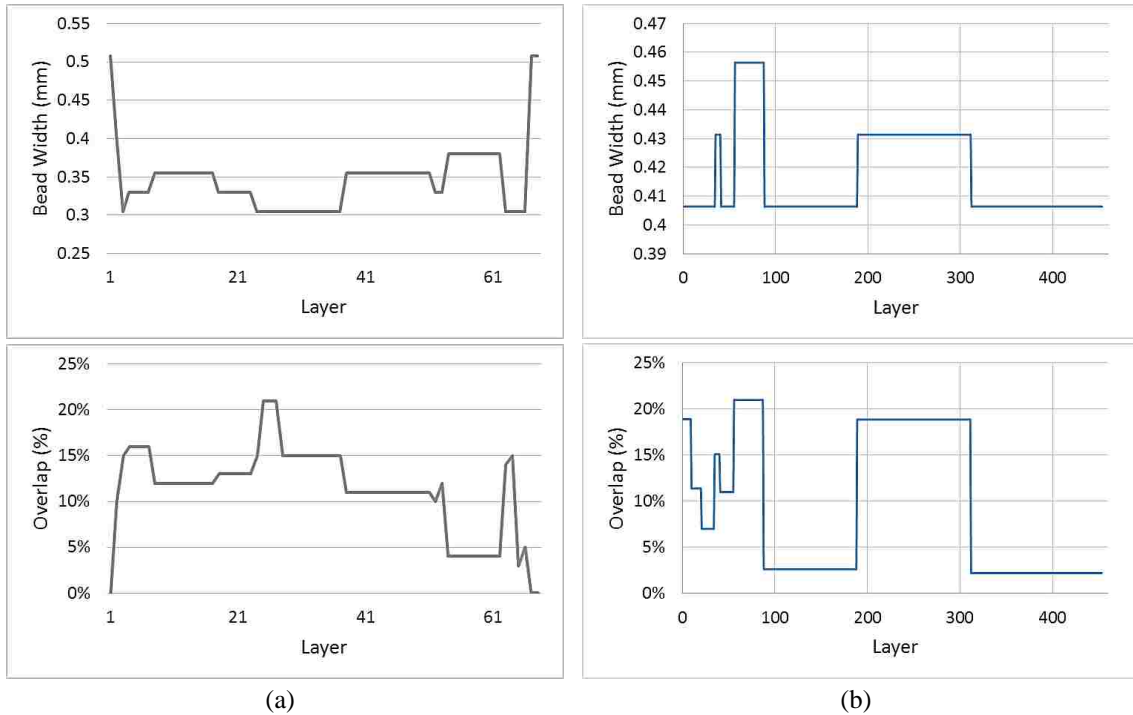 0.55
0.5
0.45
0.4
0.35
0.3
0.25
Bead Width (mm)
1 21 41 61
Layer
0.47
0.46
0.45
0.44
0.43
0.42
0.41
0.4
0.39
Bead Width (mm)
0 100 200 300 400
Layer
25%
20%
15%
10%
5%
0%
Overlap (%)
1 21 41 61
Layer
25%
20%
15%
10%
5%
0%
Overlap (%)
0 100 200 300 400
Layer
(a)
(b)